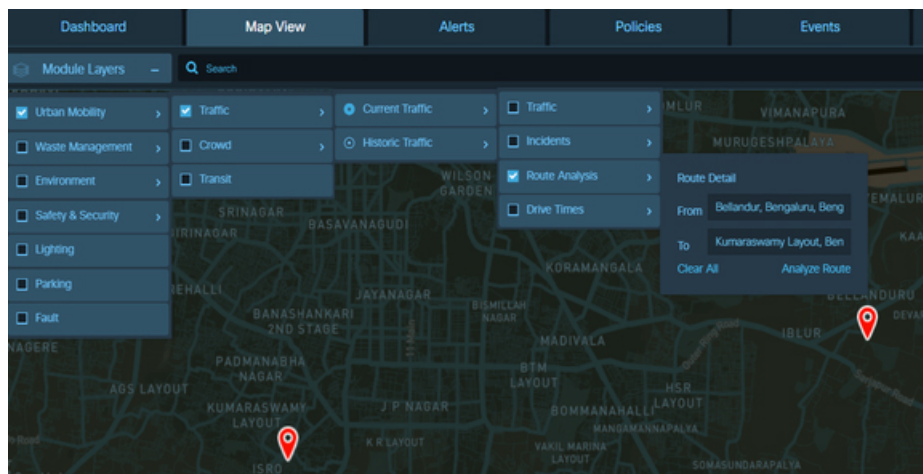 Dashboard
Map View
Alerts
Policies
Events
Module Layers
Search
Urban Mobility
Waste Management
Environment
Safety & Security
Lighting
Parking
Fault
Traffic
Crowd
Transit
Current Traffic
Historic Traffic
Traffic
Incidents
Route Analysis
Drive Times
Route Detail
From Bellandur, Bengaluru, Beng
To Kumaraswamy Layout, Ben
Clear All Analyze Route
VIMANAPURA
MURUGESHPALAYA
WILSON
GARDEN
SRINAGAR
BASAVANAGUDI
KORAMANGALA
JAYANAGAR
BISMILLAH
NAGAR
BANASHANKARI
2ND STAGE
IBLUR
MADIVALA
PADMANABHA
NAGAR
BTM
LAYOUT
AGS LAYOUT
HSR
LAYOUT
KUMARASWAMY
LAYOUT
J P NAGAR
BOMMANAHALLI
MANGAMMANAPALYA
K R LAYOUT
VAKIL MARINA
LAYOUT
ISRO
SOMASUNDARAPALYA